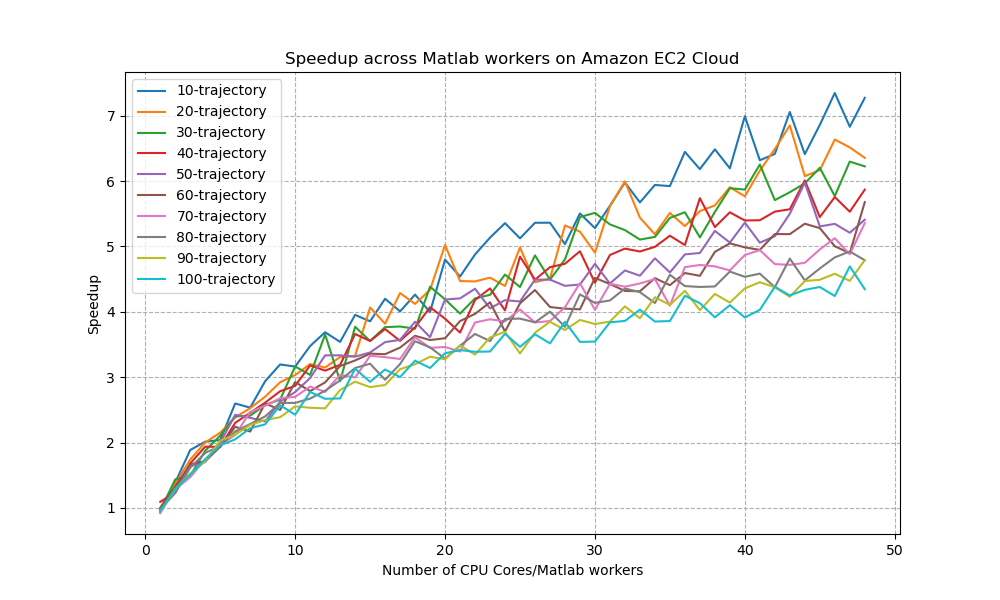 Speedup across Matlab workers on Amazon EC2 Cloud
10-trajectory
20-trajectory
30-trajectory
40-trajectory
50-trajectory
60-trajectory
70-trajectory
80-trajectory
90-trajectory
100-trajectory
Speedup
7
6
5
4
3
2
1
0
10
20
30
40
50
Number of CPU Cores/Matlab workers